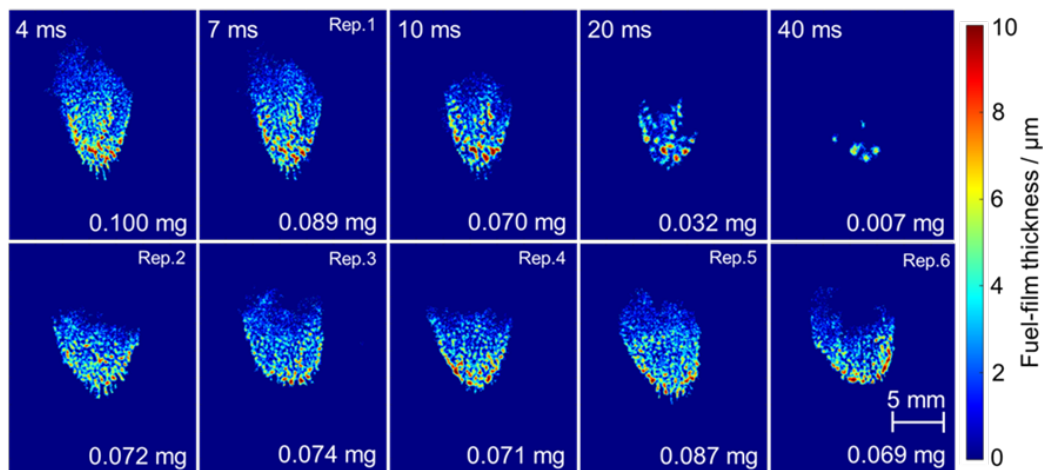 4 ms
7 ms
Rep.1
10 ms
20 ms
40 ms
0.100 mg
0.089 mg
0.070 mg
0.032 mg
0.007 mg
Rep.2
Rep.3
Rep.4
Rep.5
Rep.6
5 mm
0.072 mg
0.074 mg
0.071 mg
0.087 mg
0.069 mg
10
8
6
4
2
0
Fuel-film thickness / µm